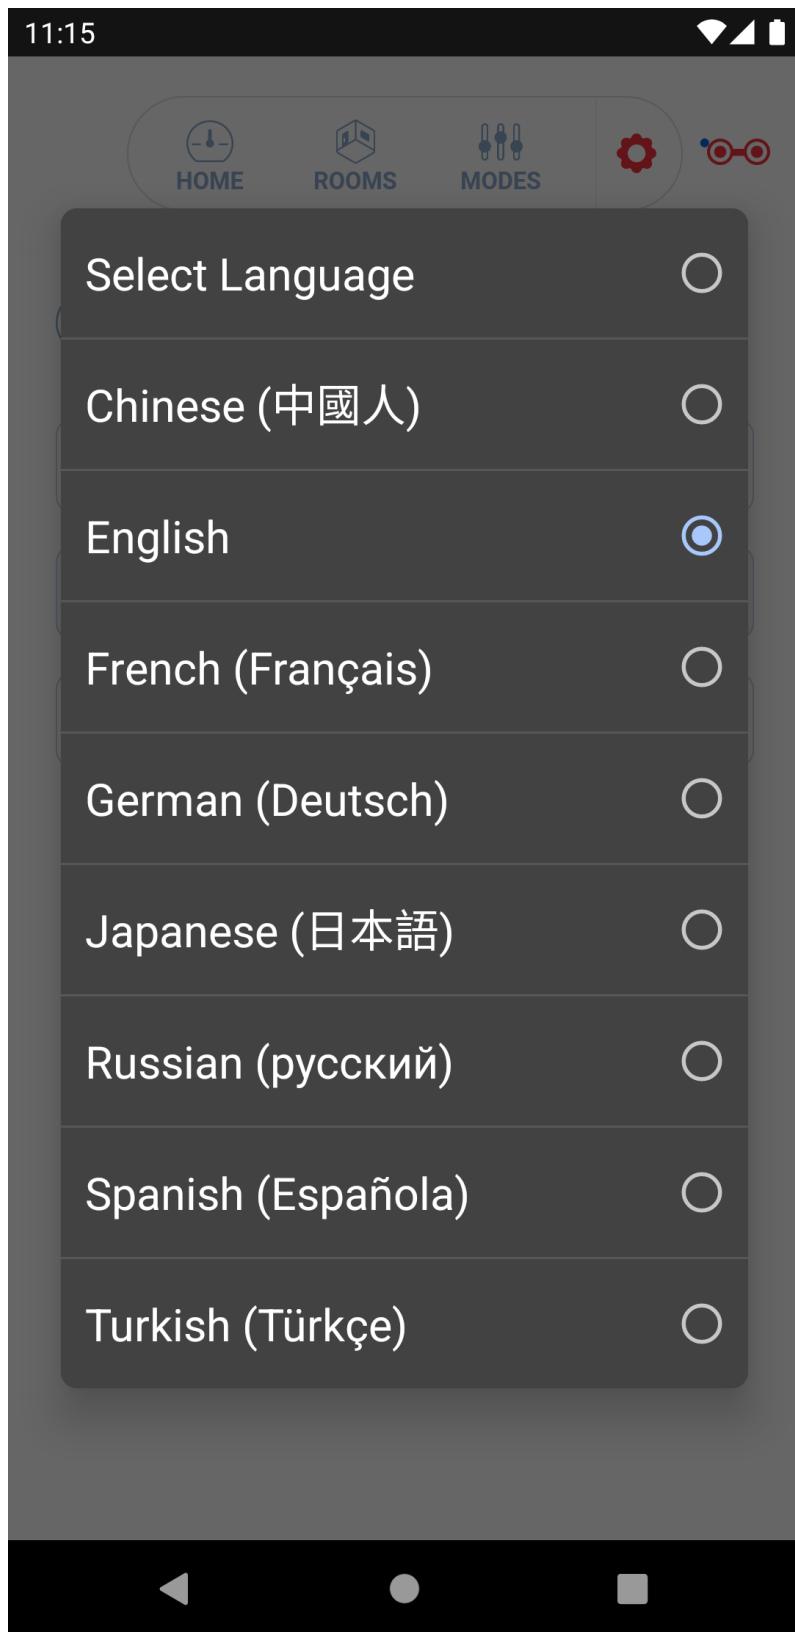 11:15
HOME ROOMS MODES
Select Language
Chinese (中國人)
English
French (Français)
German (Deutsch)
Japanese (日本語)
Russian (русский)
Spanish (Española)
Turkish (Türkçe)